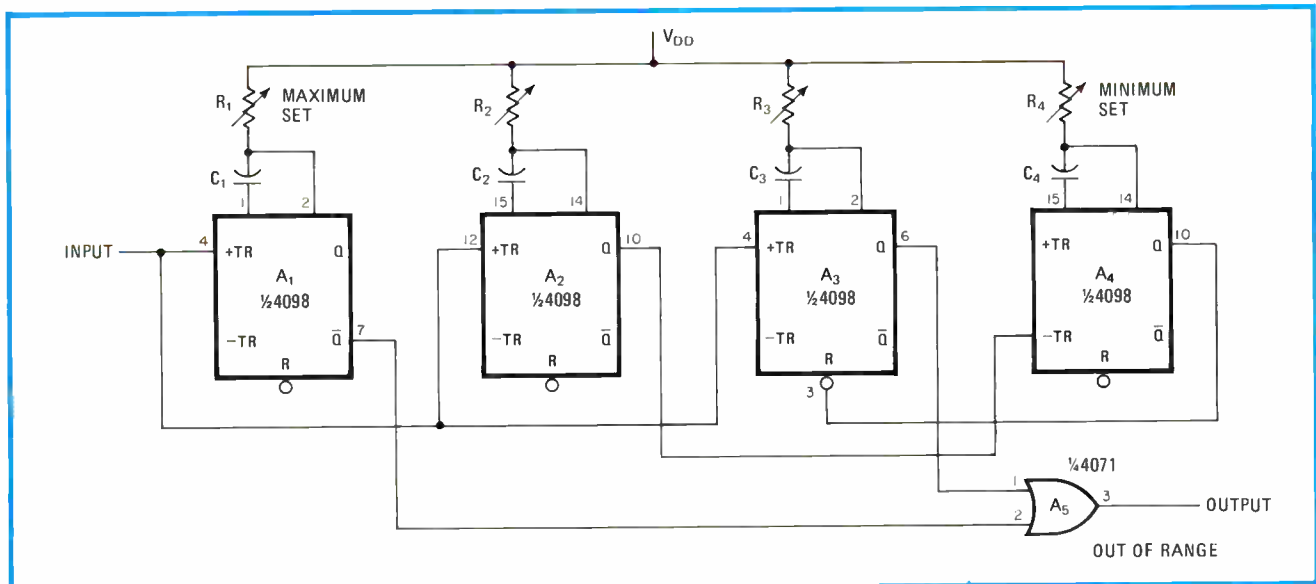 V_DD
R₁
MAXIMUM SET
R₂
R₃
R₄
MINIMUM SET
C₁
C₂
C₃
C₄
1
2
15
14
1
2
15
14
INPUT
4
+TR
Q
A₁
½4098
-TR
Q̅
7
R
12
+TR
Q
10
A₂
½4098
-TR
Q̅
R
4
+TR
Q
6
A₃
½4098
-TR
Q̅
R
3
+TR
Q
10
A₄
½4098
-TR
Q̅
R
¼4071
1
2
A₅
3
OUTPUT
OUT OF RANGE